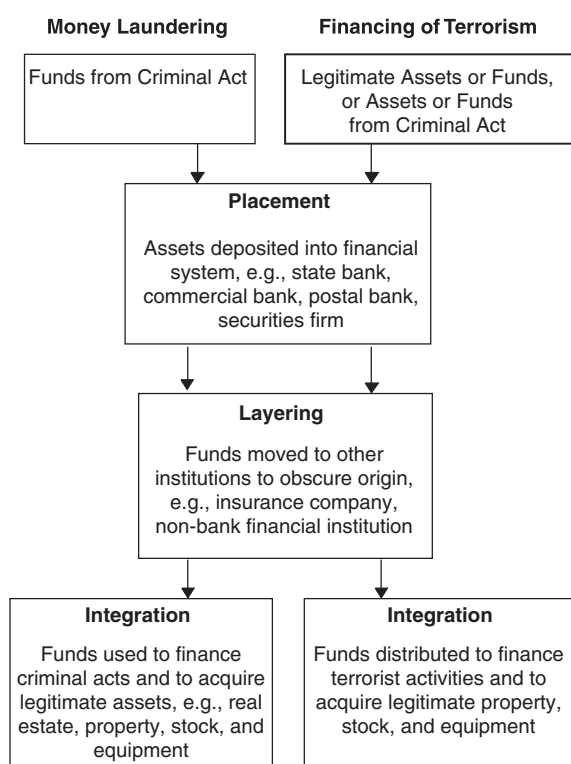 Money Laundering
Financing of Terrorism
Funds from Criminal Act
Legitimate Assets or Funds,
or Assets or Funds
from Criminal Act
Placement
Assets deposited into financial
system, e.g., state bank,
commercial bank, postal bank,
securities firm
Layering
Funds moved to other
institutions to obscure origin,
e.g., insurance company,
non-bank financial institution
Integration
Funds used to finance
criminal acts and to acquire
legitimate assets, e.g., real
estate, property, stock, and
equipment
Integration
Funds distributed to finance
terrorist activities and to
acquire legitimate property,
stock, and equipment